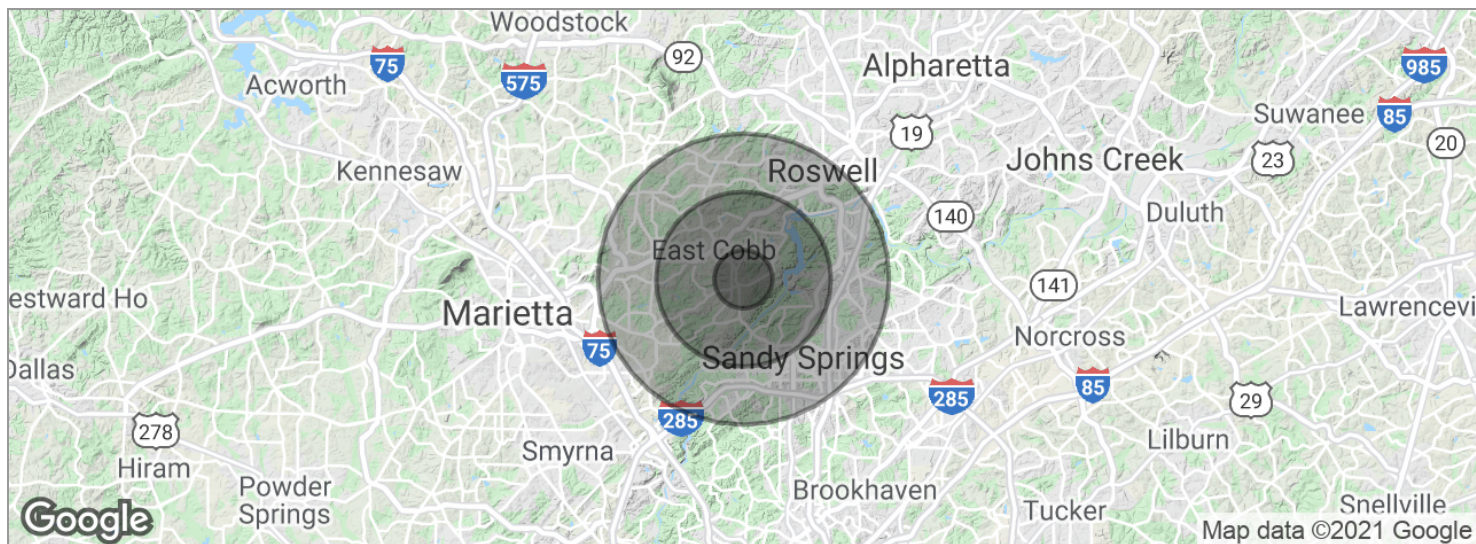 Woodstock
92
Alpharetta
75
575
985
Acworth
85
Suwanee
19
20
Kennesaw
Roswell
Johns Creek
23
140
Duluth
East Cobb
estward Ho
141
Lawrencevi
Marietta
Norcross
75
Sandy Springs
Dallas
85
285
29
285
278
Smyrna
Lilburn
Hiram
Powder
Springs
Brookhaven
Tucker
Snellville
Google
Map data ©2021 Google